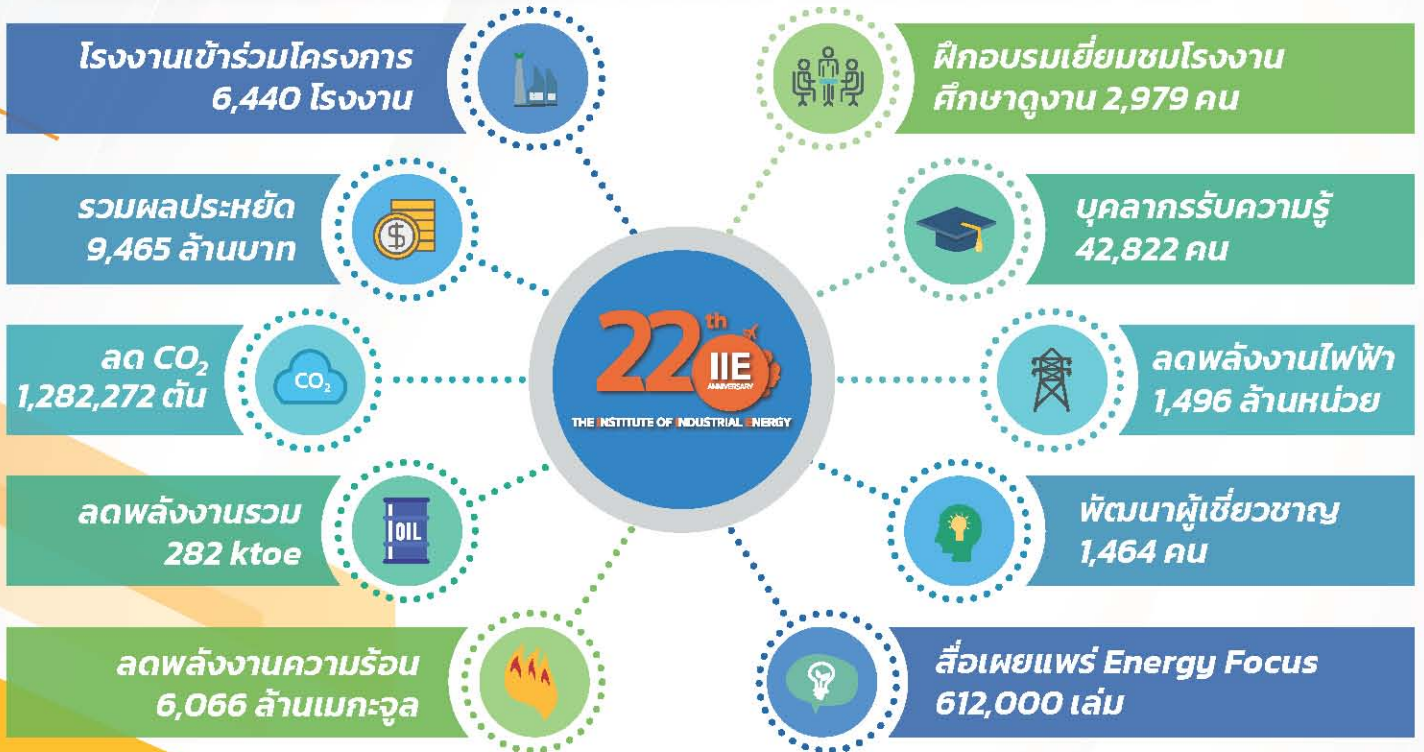 โรงงานเข้าร่วมโครงการ
6,440 โรงงาน
รวมผลประหยัด
9,465 ล้านบาท
ลด CO₂
1,282,272 ตัน
ลดพลังงานรวม
282 ktoe
ลดพลังงานความร้อน
6,066 ล้านเมกะจูล
CO₂
OIL
22th
IIE
ANNIVERSARY
THE INSTITUTE OF INDUSTRIAL ENERGY
ฝึกอบรมเยี่ยมชมโรงงาน
ศึกษาดูงาน 2,979 คน
บุคลากรรับความรู้
42,822 คน
ลดพลังงานไฟฟ้า
1,496 ล้านหน่วย
พัฒนาผู้เชี่ยวชาญ
1,464 คน
สื่อเผยแพร่ Energy Focus
612,000 เล่ม